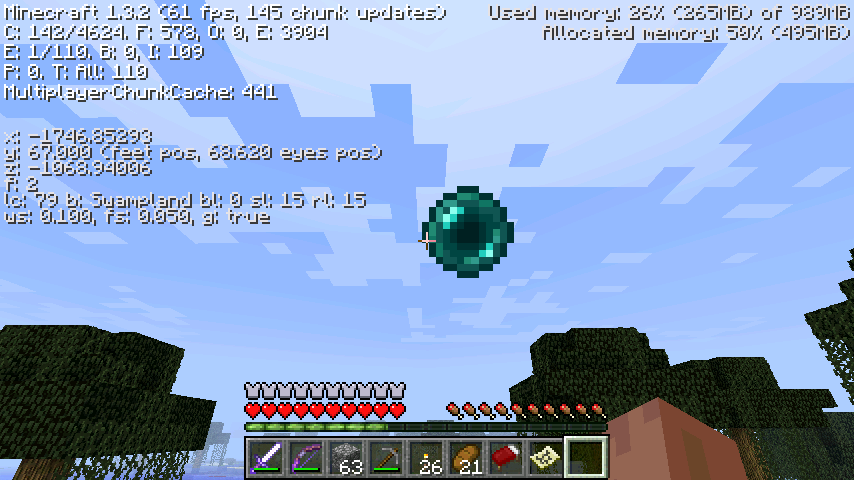 Minecraft 1.3.2 (61 fps, 145 chunk updates)
Used memory: 26% (265MB) of 989MB
C: 142/4624, F: 578, O: 0, E: 3904
Allocated memory: 50% (495MB)
E: 1/110, B: 0, I: 109
P: 0, T: All: 110
MultiplayerChunkCache: 441
x: -1746.85293
y: 67.000 (feet pos, 68.620 eyes pos)
z: -1068.94006
f: 2
lc: 79 b: Swampland bl: 0 sl: 15 rl: 15
ws: 0.100, fs: 0.050, g: true
63
26
21